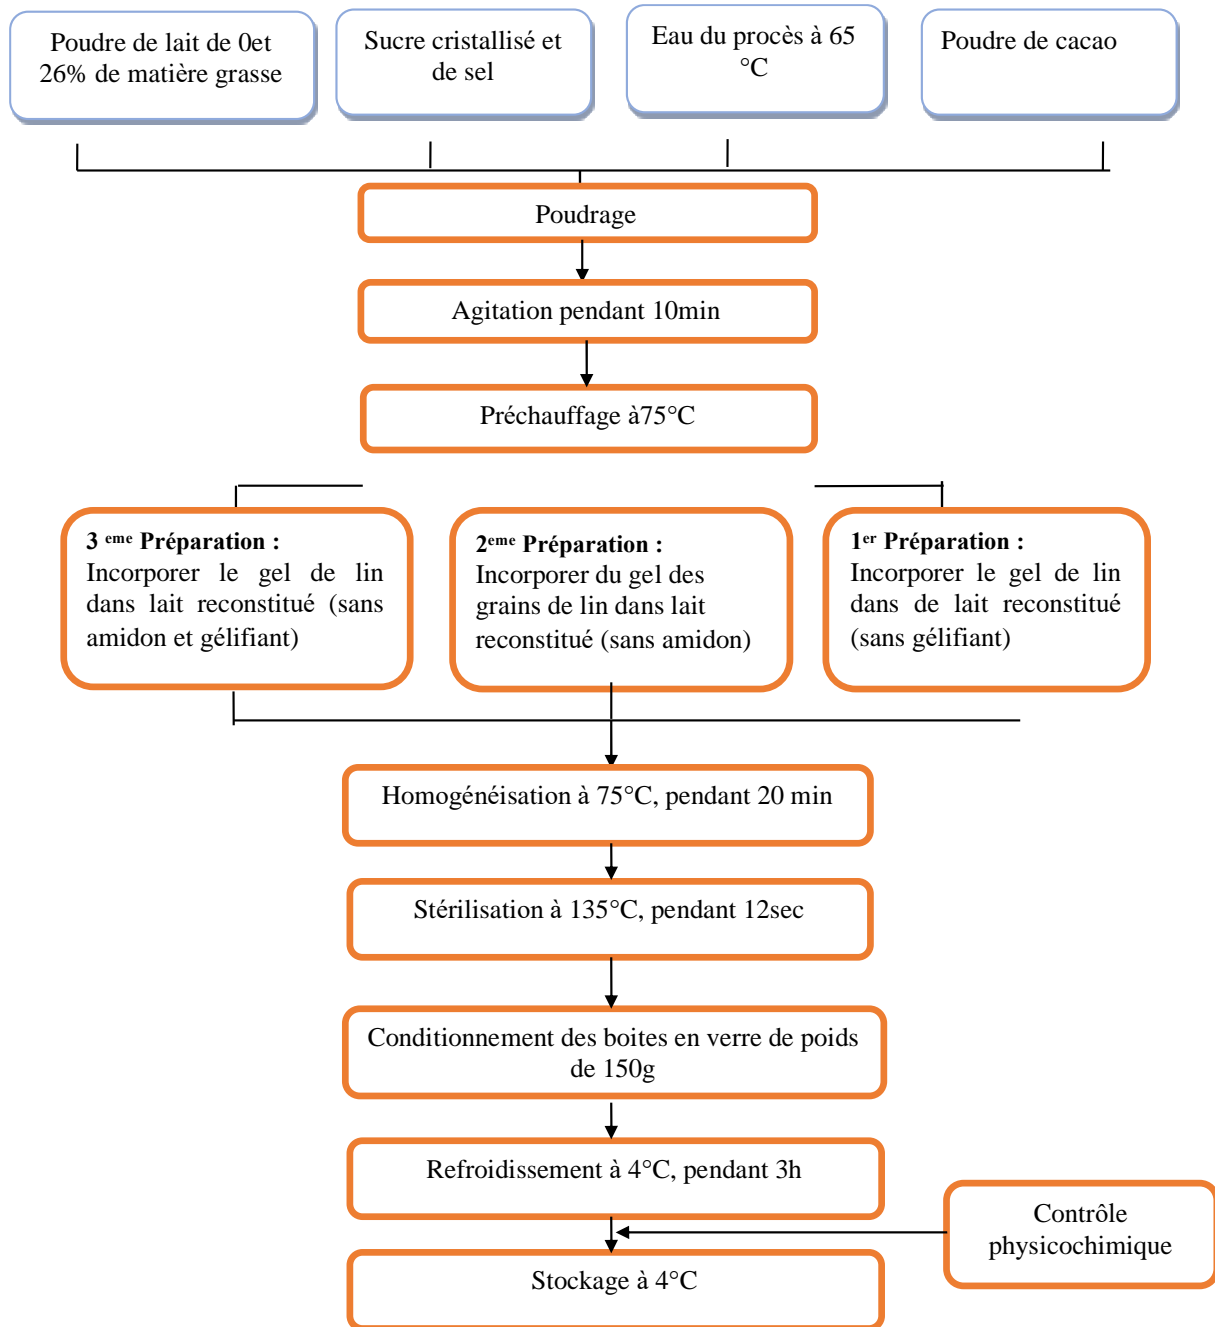 Poudre de lait de 0et
26% de matière grasse
Sucre cristallisé et
de sel
Eau du procès à 65
°C
Poudre de cacao
Poudrage
Agitation pendant 10min
Préchauffage à75°C
3 eme Préparation :
Incorporer le gel de lin
dans lait reconstitué (sans
amidon et gélifiant)
2eme Préparation :
Incorporer du gel des
grains de lin dans lait
reconstitué (sans amidon)
1er Préparation :
Incorporer le gel de lin
dans de lait reconstitué
(sans gélifiant)
Homogénéisation à 75°C, pendant 20 min
Stérilisation à 135°C, pendant 12sec
Conditionnement des boites en verre de poids
de 150g
Refroidissement à 4°C, pendant 3h
Contrôle
physicochimique
Stockage à 4°C